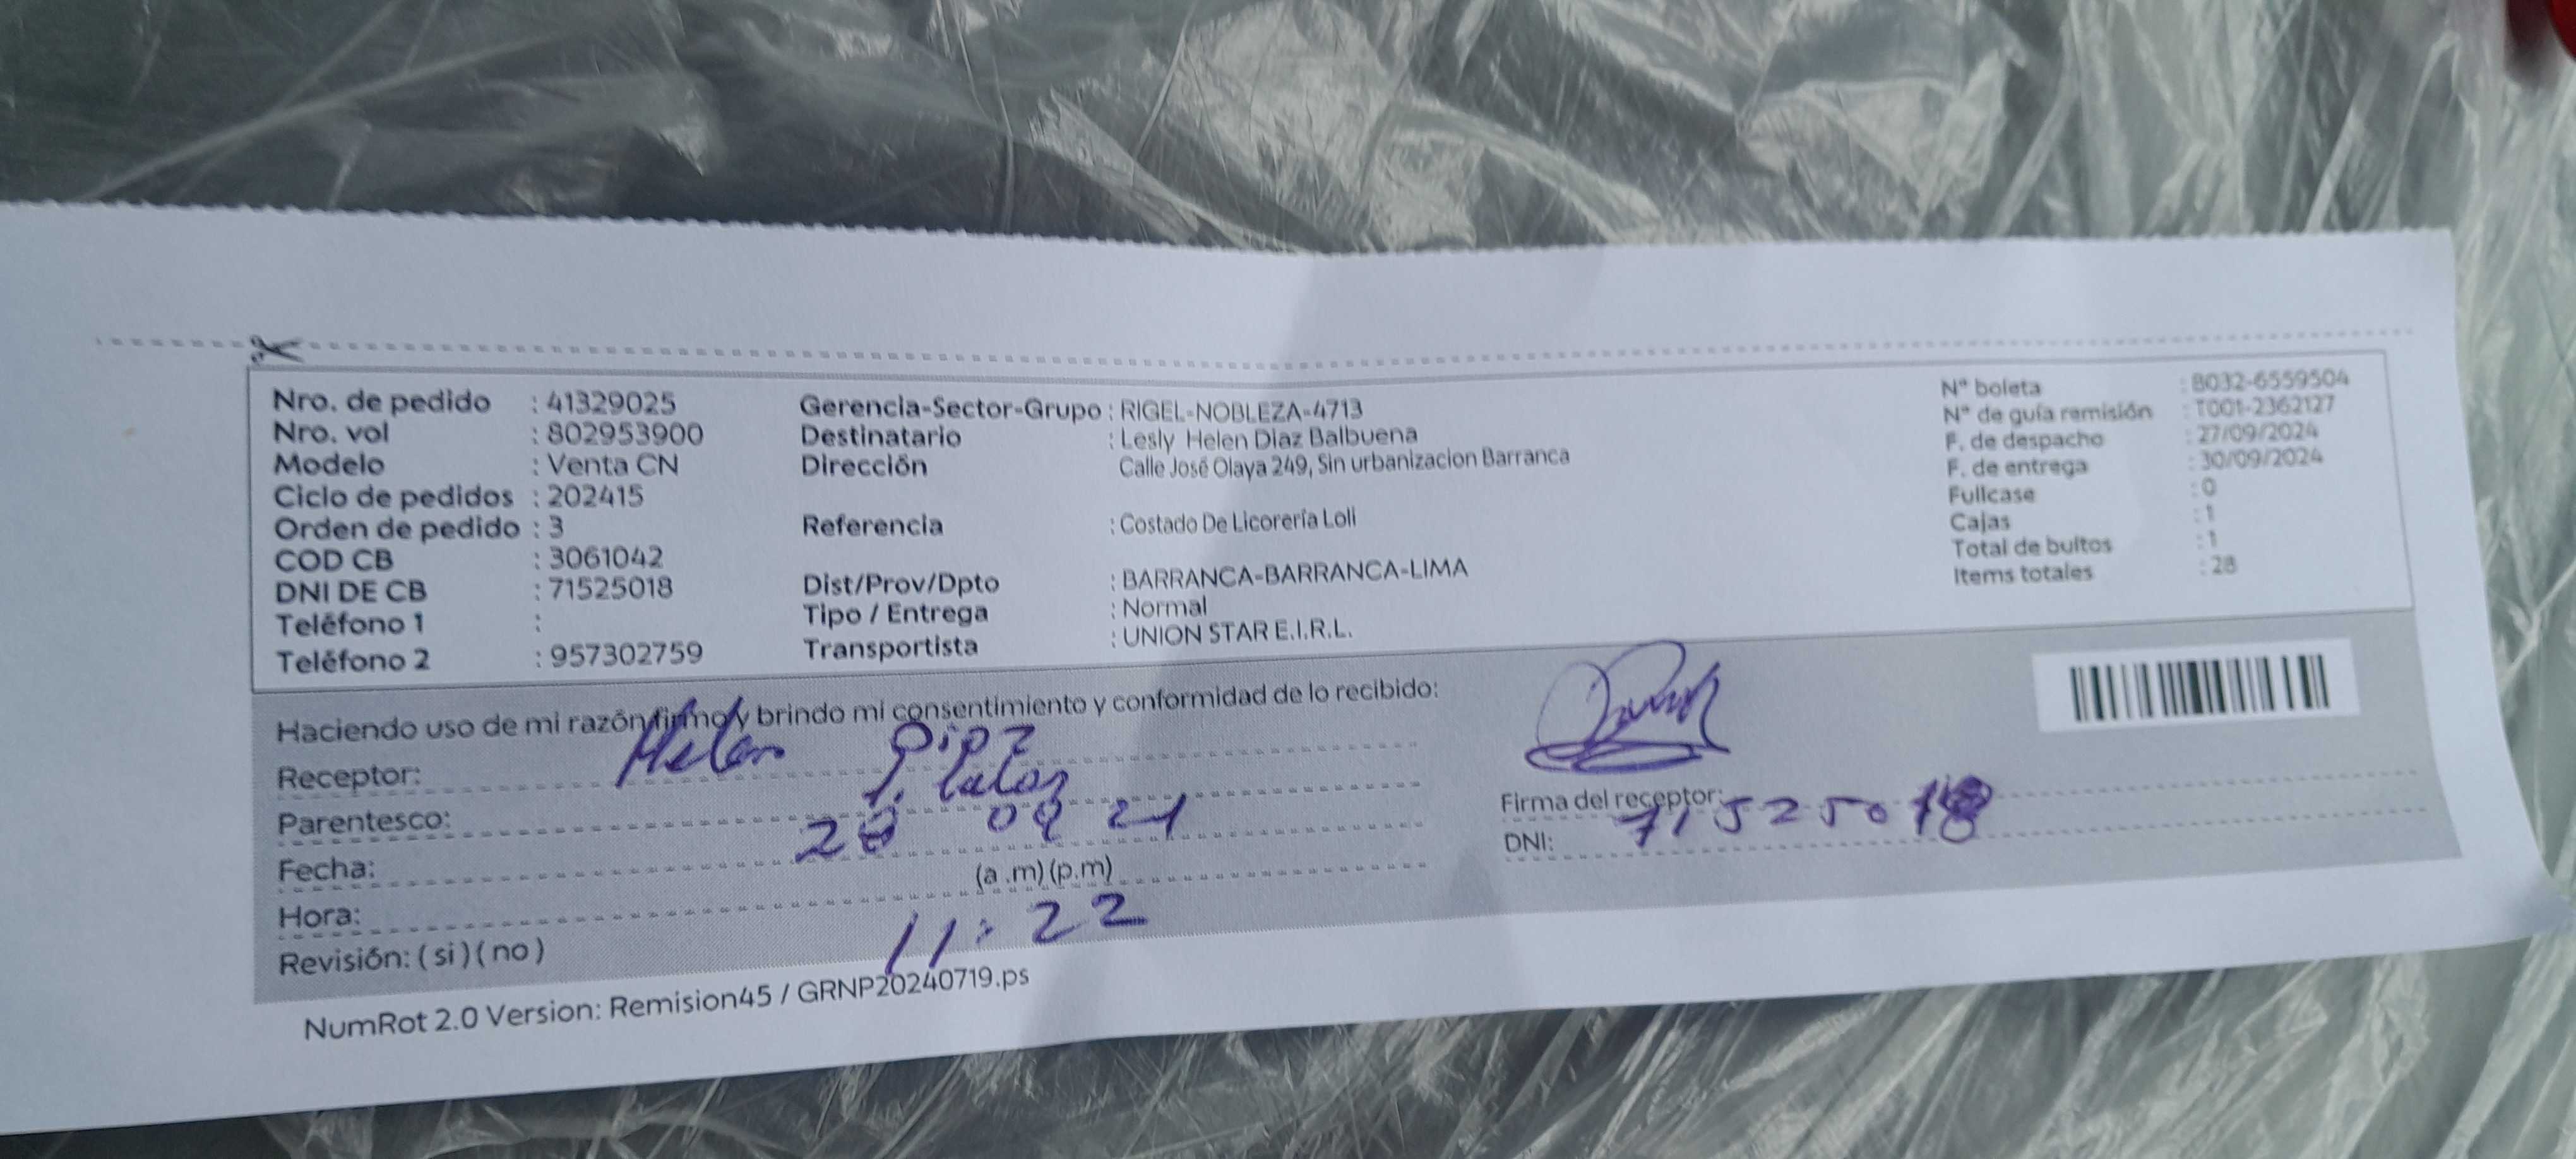 Nro. de pedido : 41329025
Nro. vol : 802953900
Modelo : Venta CN
Ciclo de pedidos : 202415
Orden de pedido : 3
COD CB : 3061042
DNI DE CB : 71525018
Teléfono 1 :
Teléfono 2 : 957302759
Gerencia-Sector-Grupo : RIGEL-NOBLEZA-4713
Destinatario : Lesly Helen Diaz Balbuena
Dirección Calle José Olaya 249, Sin urbanizacion Barranca
Referencia : Costado De Licorería Loli
Dist/Prov/Dpto : BARRANCA-BARRANCA-LIMA
Tipo / Entrega : Normal
Transportista : UNION STAR E.I.R.L.
N° boleta : B032-6559504
N° de guía remisión : T001-2362127
F. de despacho : 27/09/2024
F. de entrega : 30/09/2024
Fullcase : 0
Cajas : 1
Total de bultos : 1
Items totales : 28
Haciendo uso de mi razón firmo y brindo mi consentimiento y conformidad de lo recibido:
Receptor: Helen Diaz
Parentesco:
Fecha: 28 09 24
Hora: (a .m) (p.m) 11:22
Revisión: ( si ) ( no )
Firma del receptor:
DNI: 71525018
NumRot 2.0 Version: Remision45 / GRNP20240719.ps